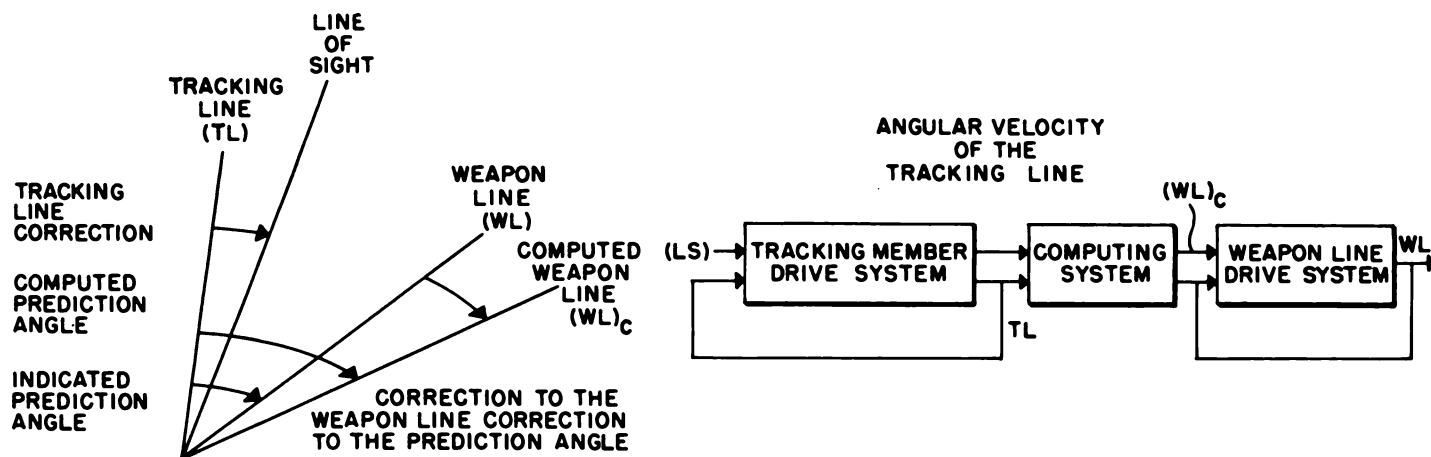 LINE
OF
SIGHT
TRACKING
LINE
(TL)
TRACKING
LINE
CORRECTION
COMPUTED
PREDICTION
ANGLE
INDICATED
PREDICTION
ANGLE
WEAPON
LINE
(WL)
COMPUTED
WEAPON
LINE
(WL)C
CORRECTION TO THE
WEAPON LINE CORRECTION
TO THE PREDICTION ANGLE
ANGULAR VELOCITY
OF THE
TRACKING LINE
(LS)
TRACKING MEMBER
DRIVE SYSTEM
TL
COMPUTING
SYSTEM
(WL)C
WEAPON LINE
DRIVE SYSTEM
WL